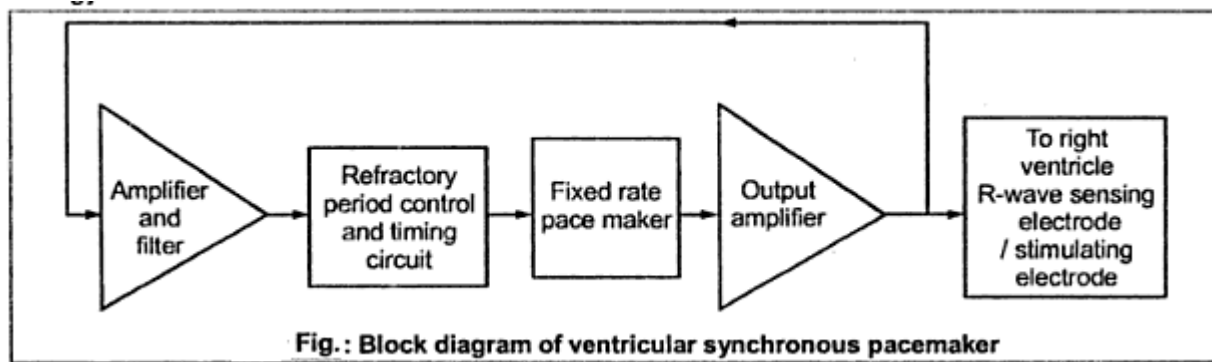 gy
Amplifier
and
filter
Refractory
period control
and timing
circuit
Fixed rate
pace maker
Output
amplifier
To right
ventricle
R-wave sensing
electrode
/ stimulating
electrode
Fig.: Block diagram of ventricular synchronous pacemaker